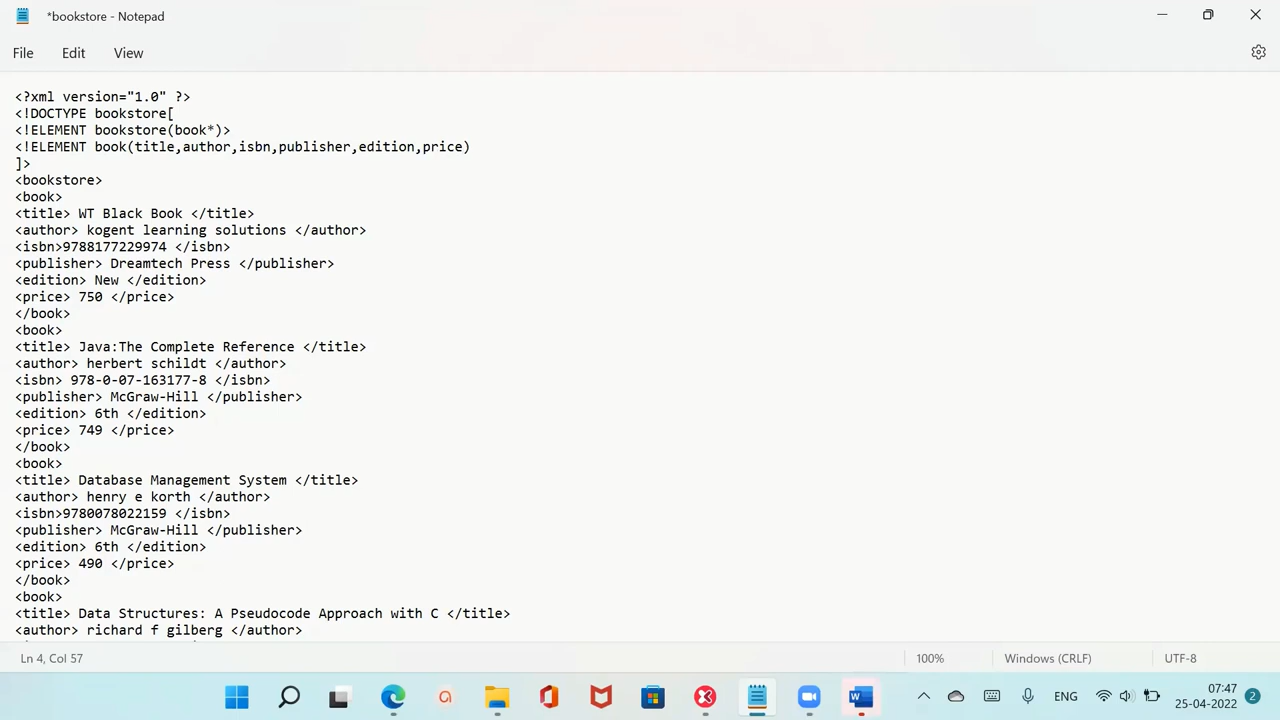 *bookstore - Notepad
File Edit View
<?xml version="1.0" ?>
<!DOCTYPE bookstore[
<!ELEMENT bookstore(book*)>
<!ELEMENT book(title,author,isbn,publisher,edition,price)
]>
<bookstore>
<book>
<title> WT Black Book </title>
<author> kogent learning solutions </author>
<isbn>9788177229974 </isbn>
<publisher> Dreamtech Press </publisher>
<edition> New </edition>
<price> 750 </price>
</book>
<book>
<title> Java:The Complete Reference </title>
<author> herbert schildt </author>
<isbn> 978-0-07-163177-8 </isbn>
<publisher> McGraw-Hill </publisher>
<edition> 6th </edition>
<price> 749 </price>
</book>
<book>
<title> Database Management System </title>
<author> henry e korth </author>
<isbn>9780078022159 </isbn>
<publisher> McGraw-Hill </publisher>
<edition> 6th </edition>
<price> 490 </price>
</book>
<book>
<title> Data Structures: A Pseudocode Approach with C </title>
<author> richard f gilberg </author>
Ln 4, Col 57 100% Windows (CRLF) UTF-8
ENG 07:47
25-04-2022 2